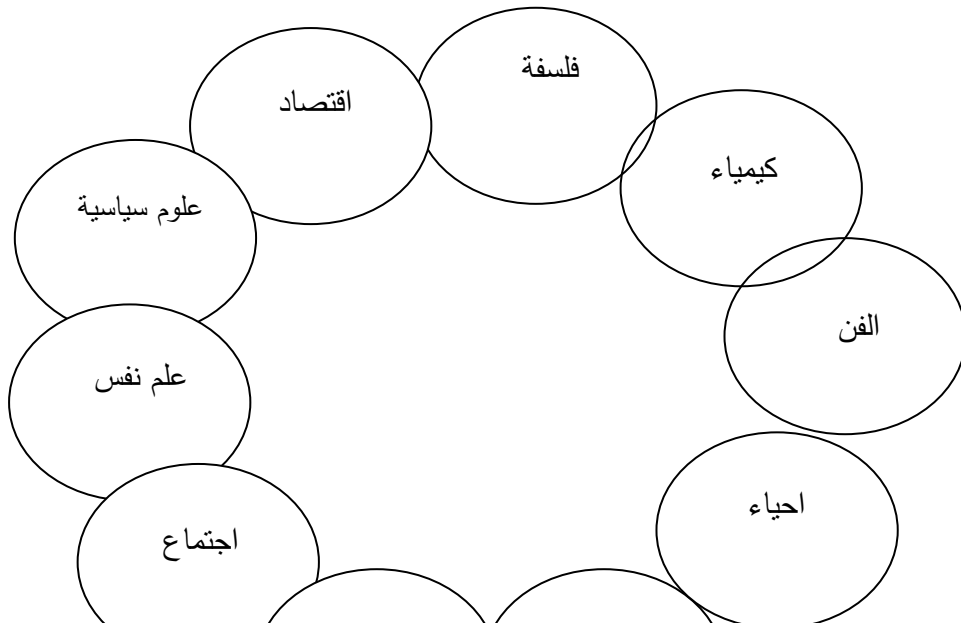 فلسفة
اقتصاد
كيمياء
علوم سياسية
الفن
علم نفس
احياء
اجتماع